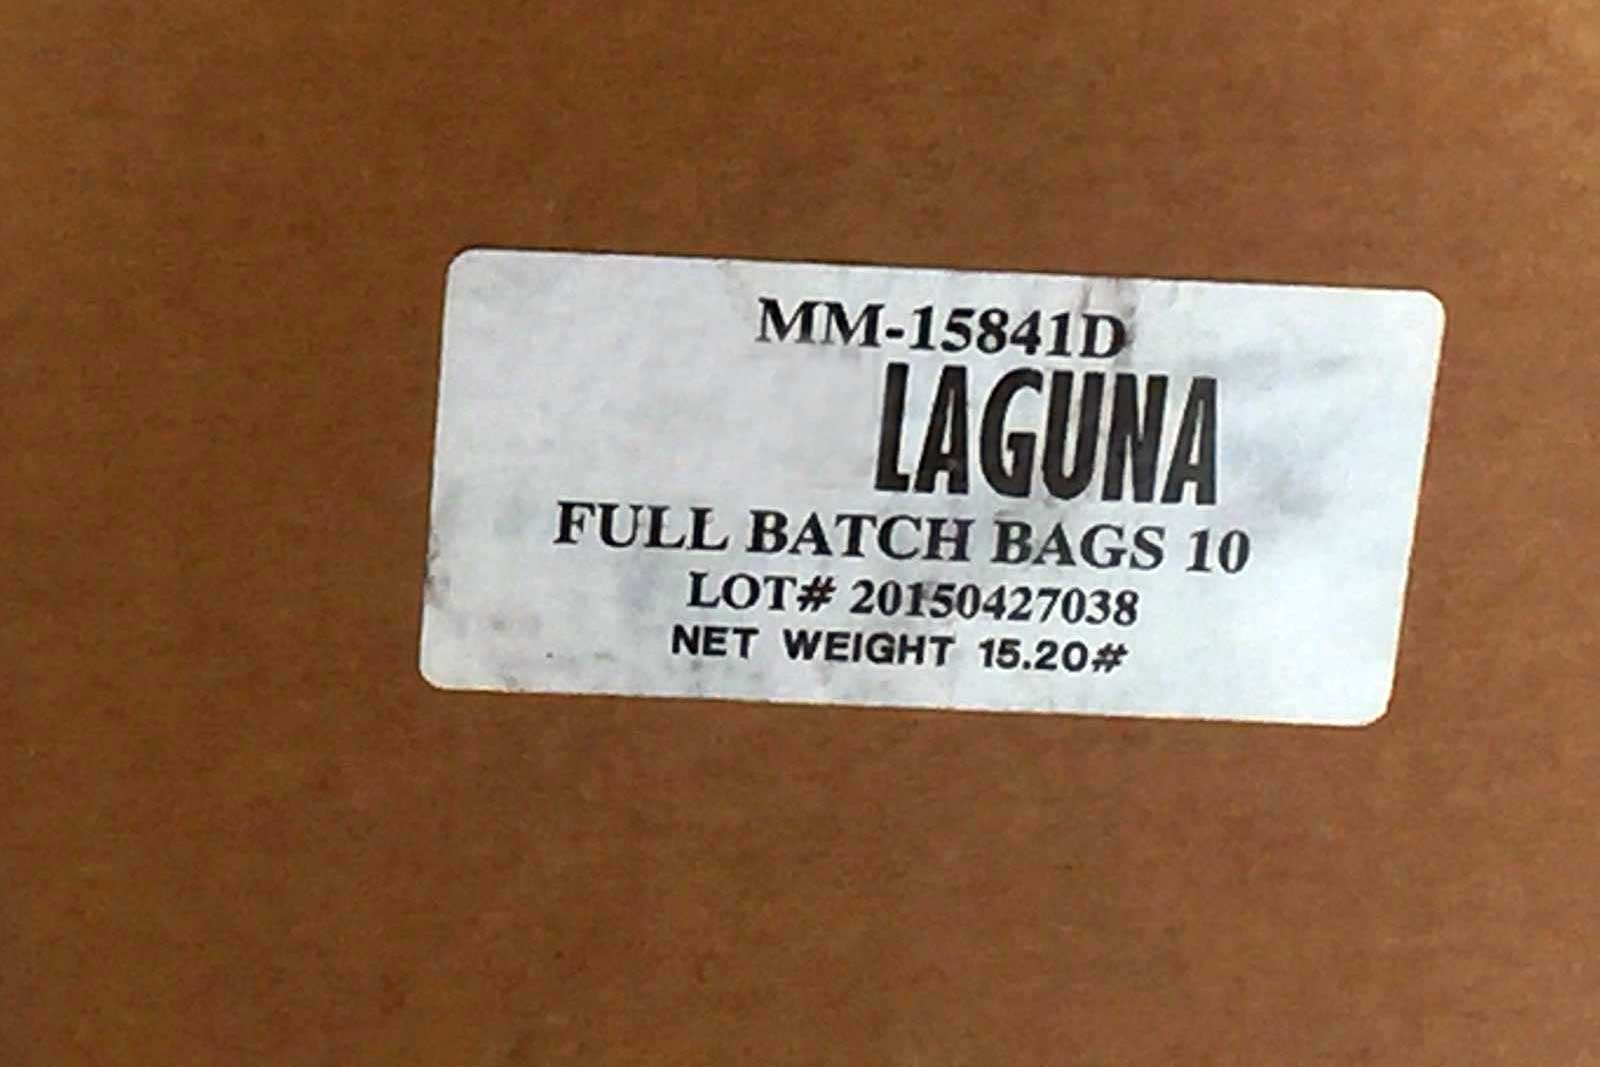 MM-15841D
LAGUNA
FULL BATCH BAGS 10
LOT# 20150427038
NET WEIGHT 15.20#